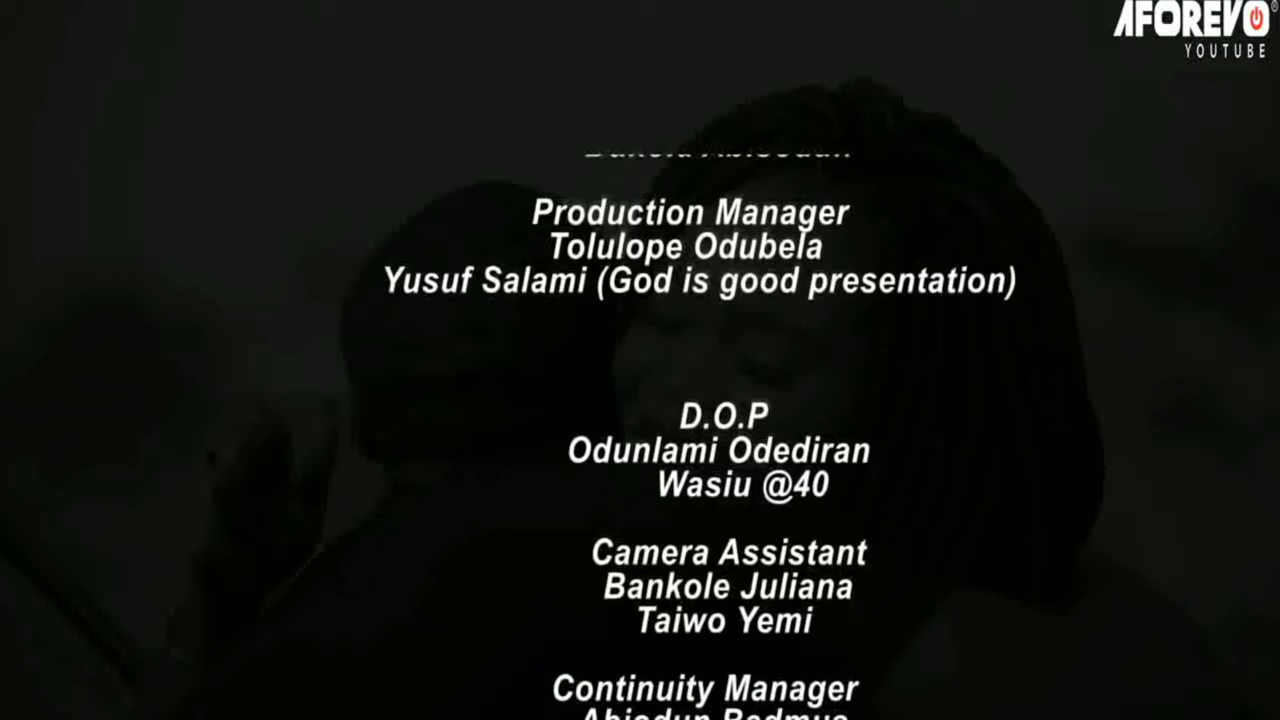 AFOREVO
YOUTUBE
Production Manager
Tolulope Odubela
Yusuf Salami (God is good presentation)
D.O.P
Odunlami Odediran
Wasiu @40
Camera Assistant
Bankole Juliana
Taiwo Yemi
Continuity Manager
Abiodun